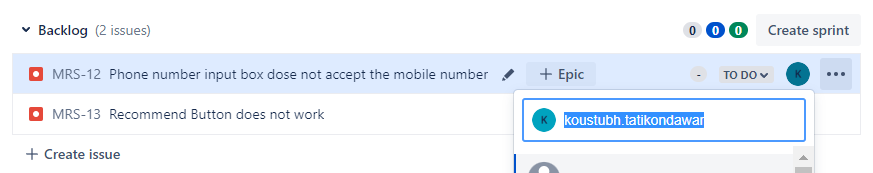 Backlog (2 issues) 0 0 0 Create sprint
MRS-12 Phone number input box dose not accept the mobile number + Epic - TO DO K
K koustubh.tatikondawar
MRS-13 Recommend Button does not work
+ Create issue